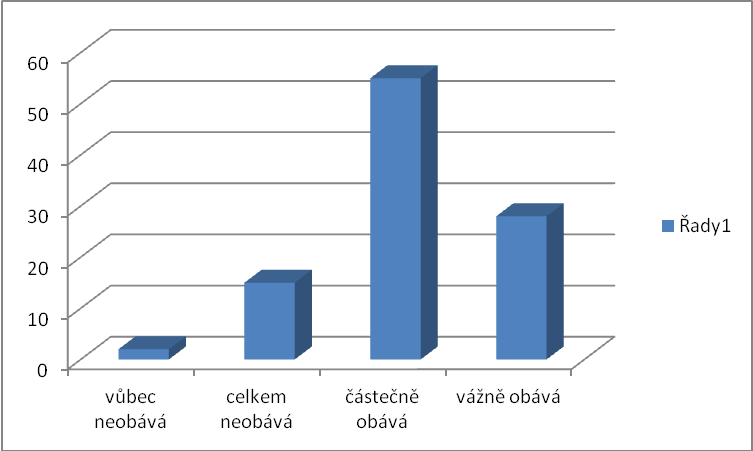 60
50
40
30
20
10
0
vůbec
neobává
celkem
neobává
částečně
obává
vážně obává
Řady1